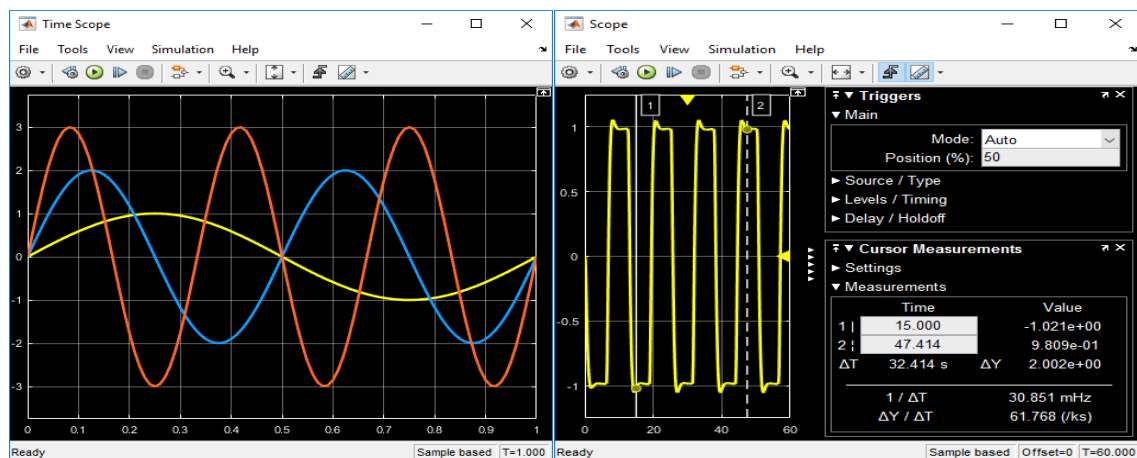 Time Scope
File Tools View Simulation Help
3
2
1
0
-1
-2
-3
0 0.1 0.2 0.3 0.4 0.5 0.6 0.7 0.8 0.9 1
Ready Sample based T=1.000
Scope
File Tools View Simulation Help
1 2
1
0.5
0
-0.5
-1
0 20 40 60
Triggers
Main
Mode: Auto
Position (%): 50
Source / Type
Levels / Timing
Delay / Holdoff
Cursor Measurements
Settings
Measurements
Time Value
1 | 15.000 -1.021e+00
2 ¦ 47.414 9.809e-01
ΔT 32.414 s ΔY 2.002e+00
1 / ΔT 30.851 mHz
ΔY / ΔT 61.768 (/ks)
Ready Sample based Offset=0 T=60.000